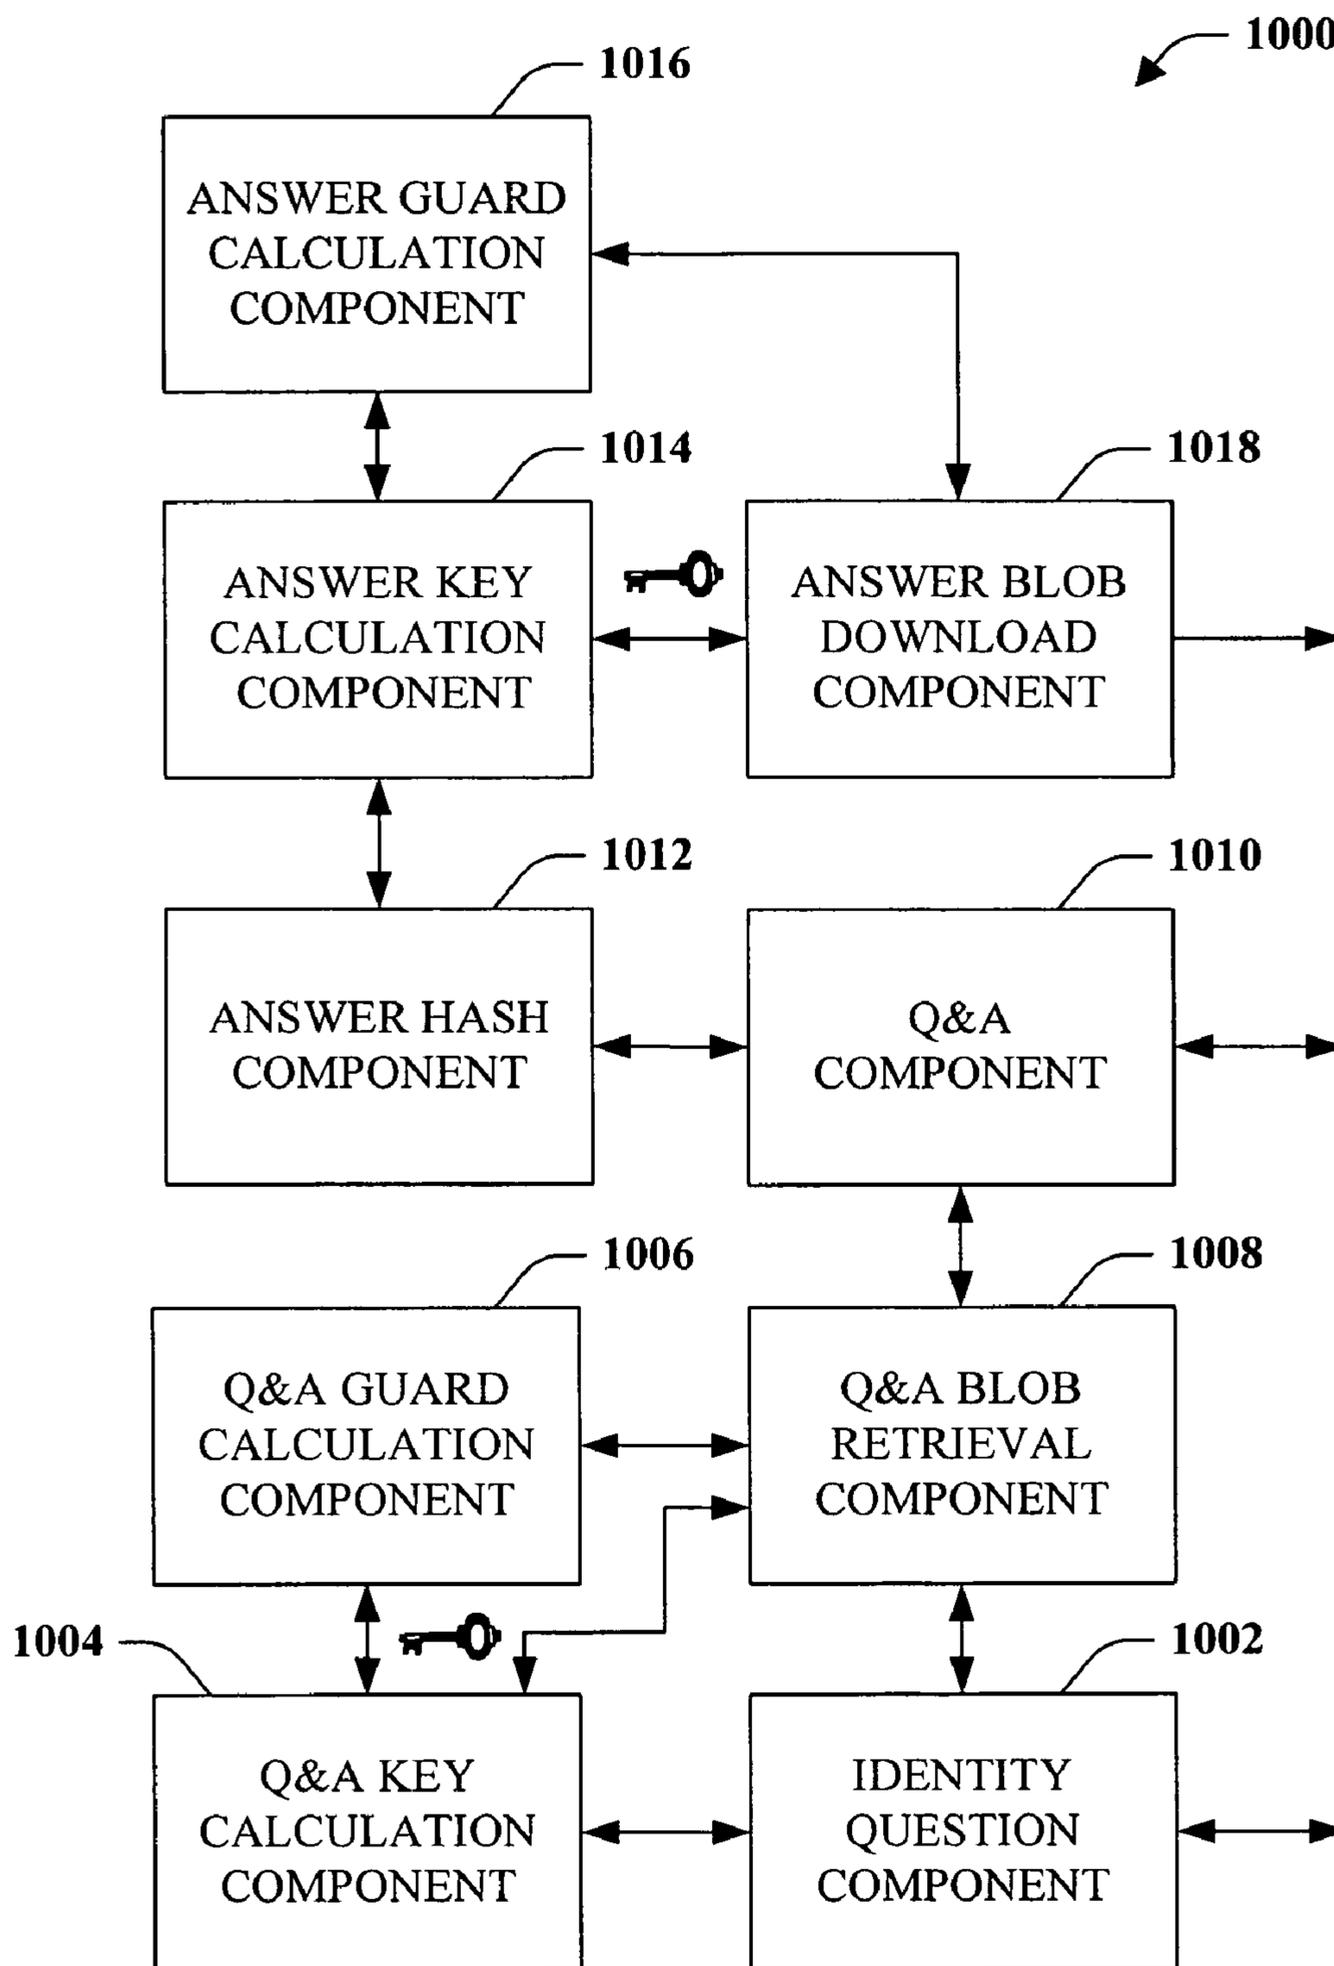 1000
1016
ANSWER GUARD
CALCULATION
COMPONENT
1014
ANSWER KEY
CALCULATION
COMPONENT
1018
ANSWER BLOB
DOWNLOAD
COMPONENT
1012
ANSWER HASH
COMPONENT
1010
Q&A
COMPONENT
1006
Q&A GUARD
CALCULATION
COMPONENT
1008
Q&A BLOB
RETRIEVAL
COMPONENT
1004
Q&A KEY
CALCULATION
COMPONENT
1002
IDENTITY
QUESTION
COMPONENT